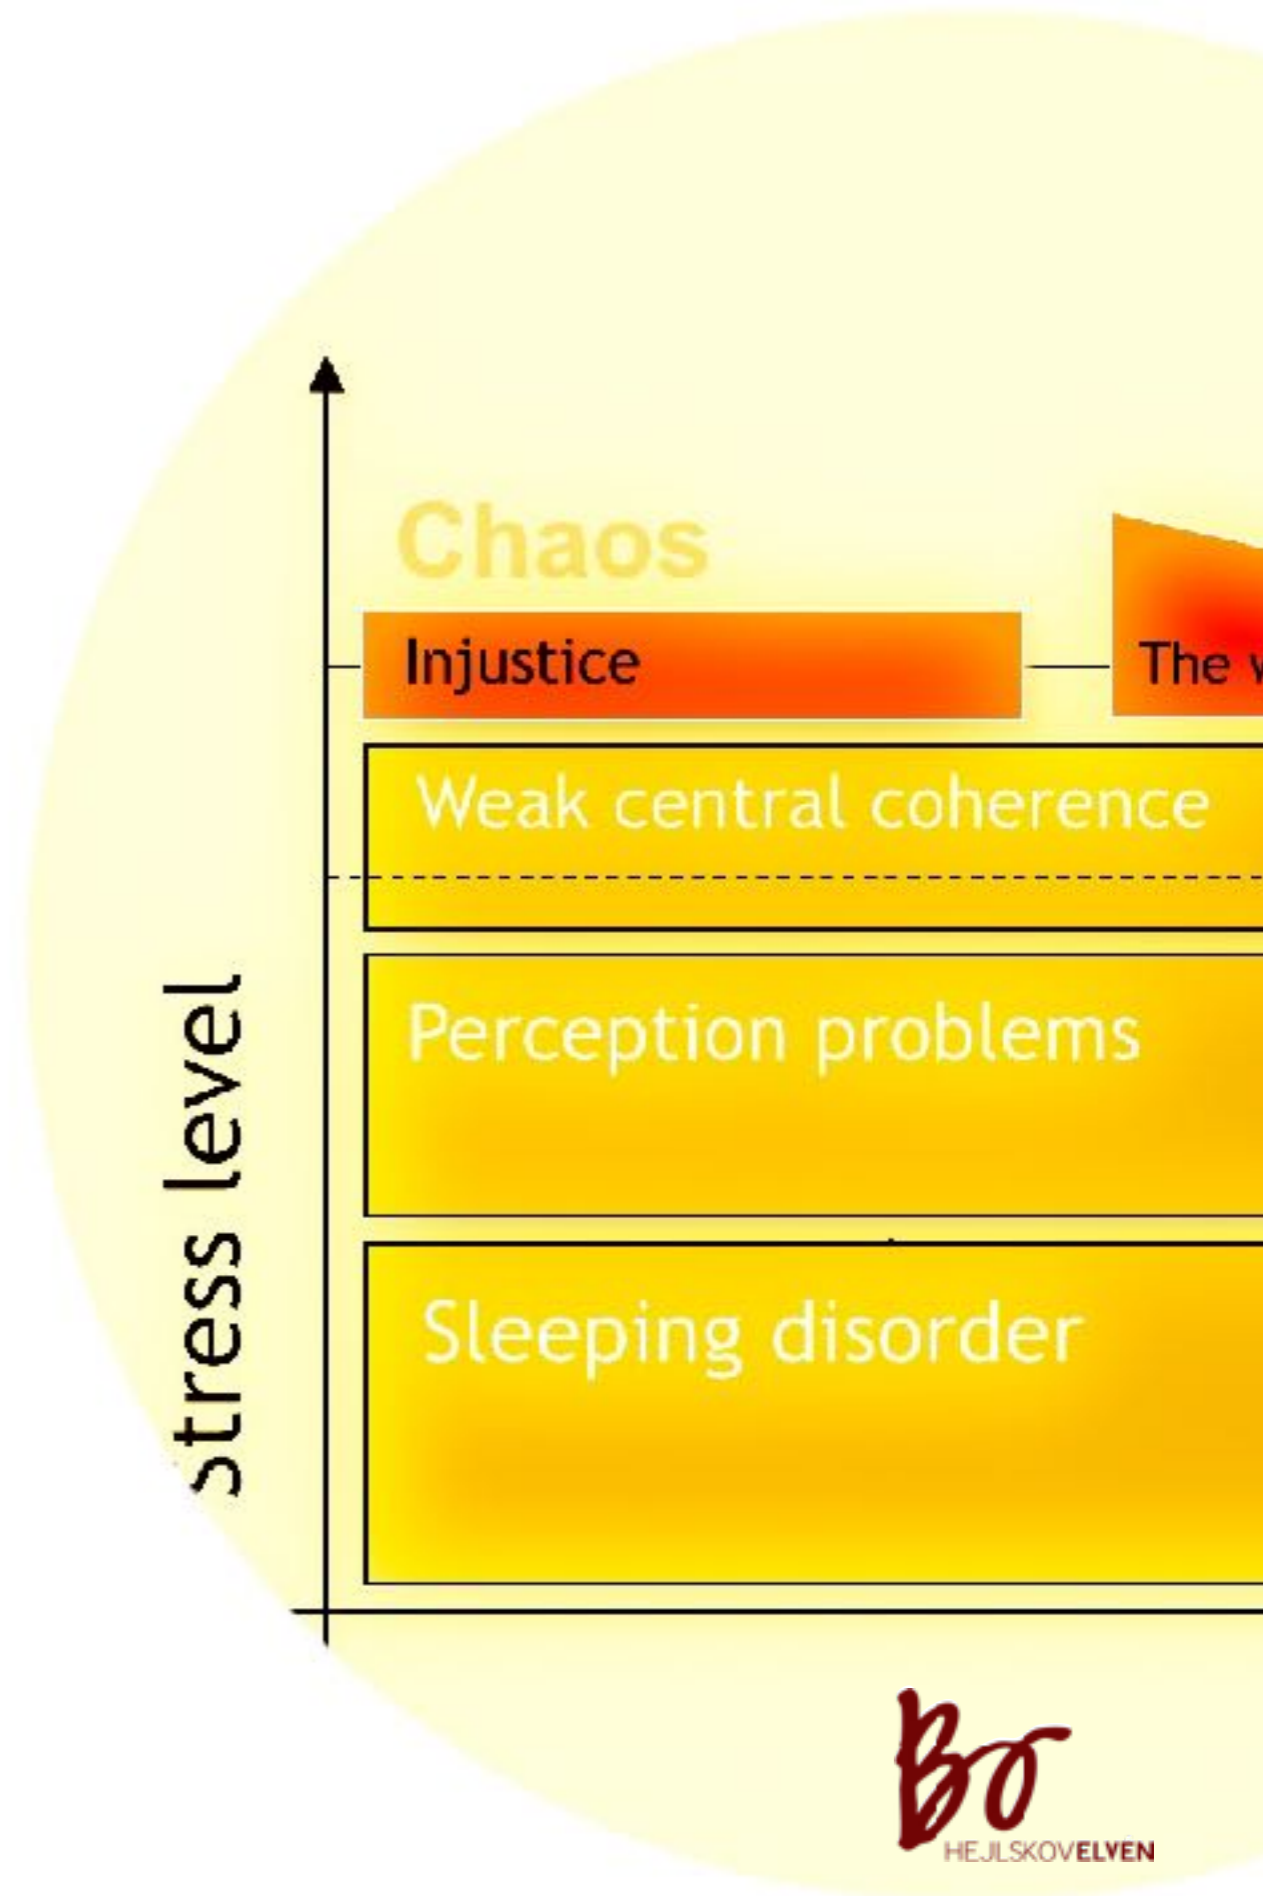 Chaos
Injustice
The
Weak central coherence
Perception problems
Sleeping disorder
Stress level
Bo
HEJLSKOVELVEN